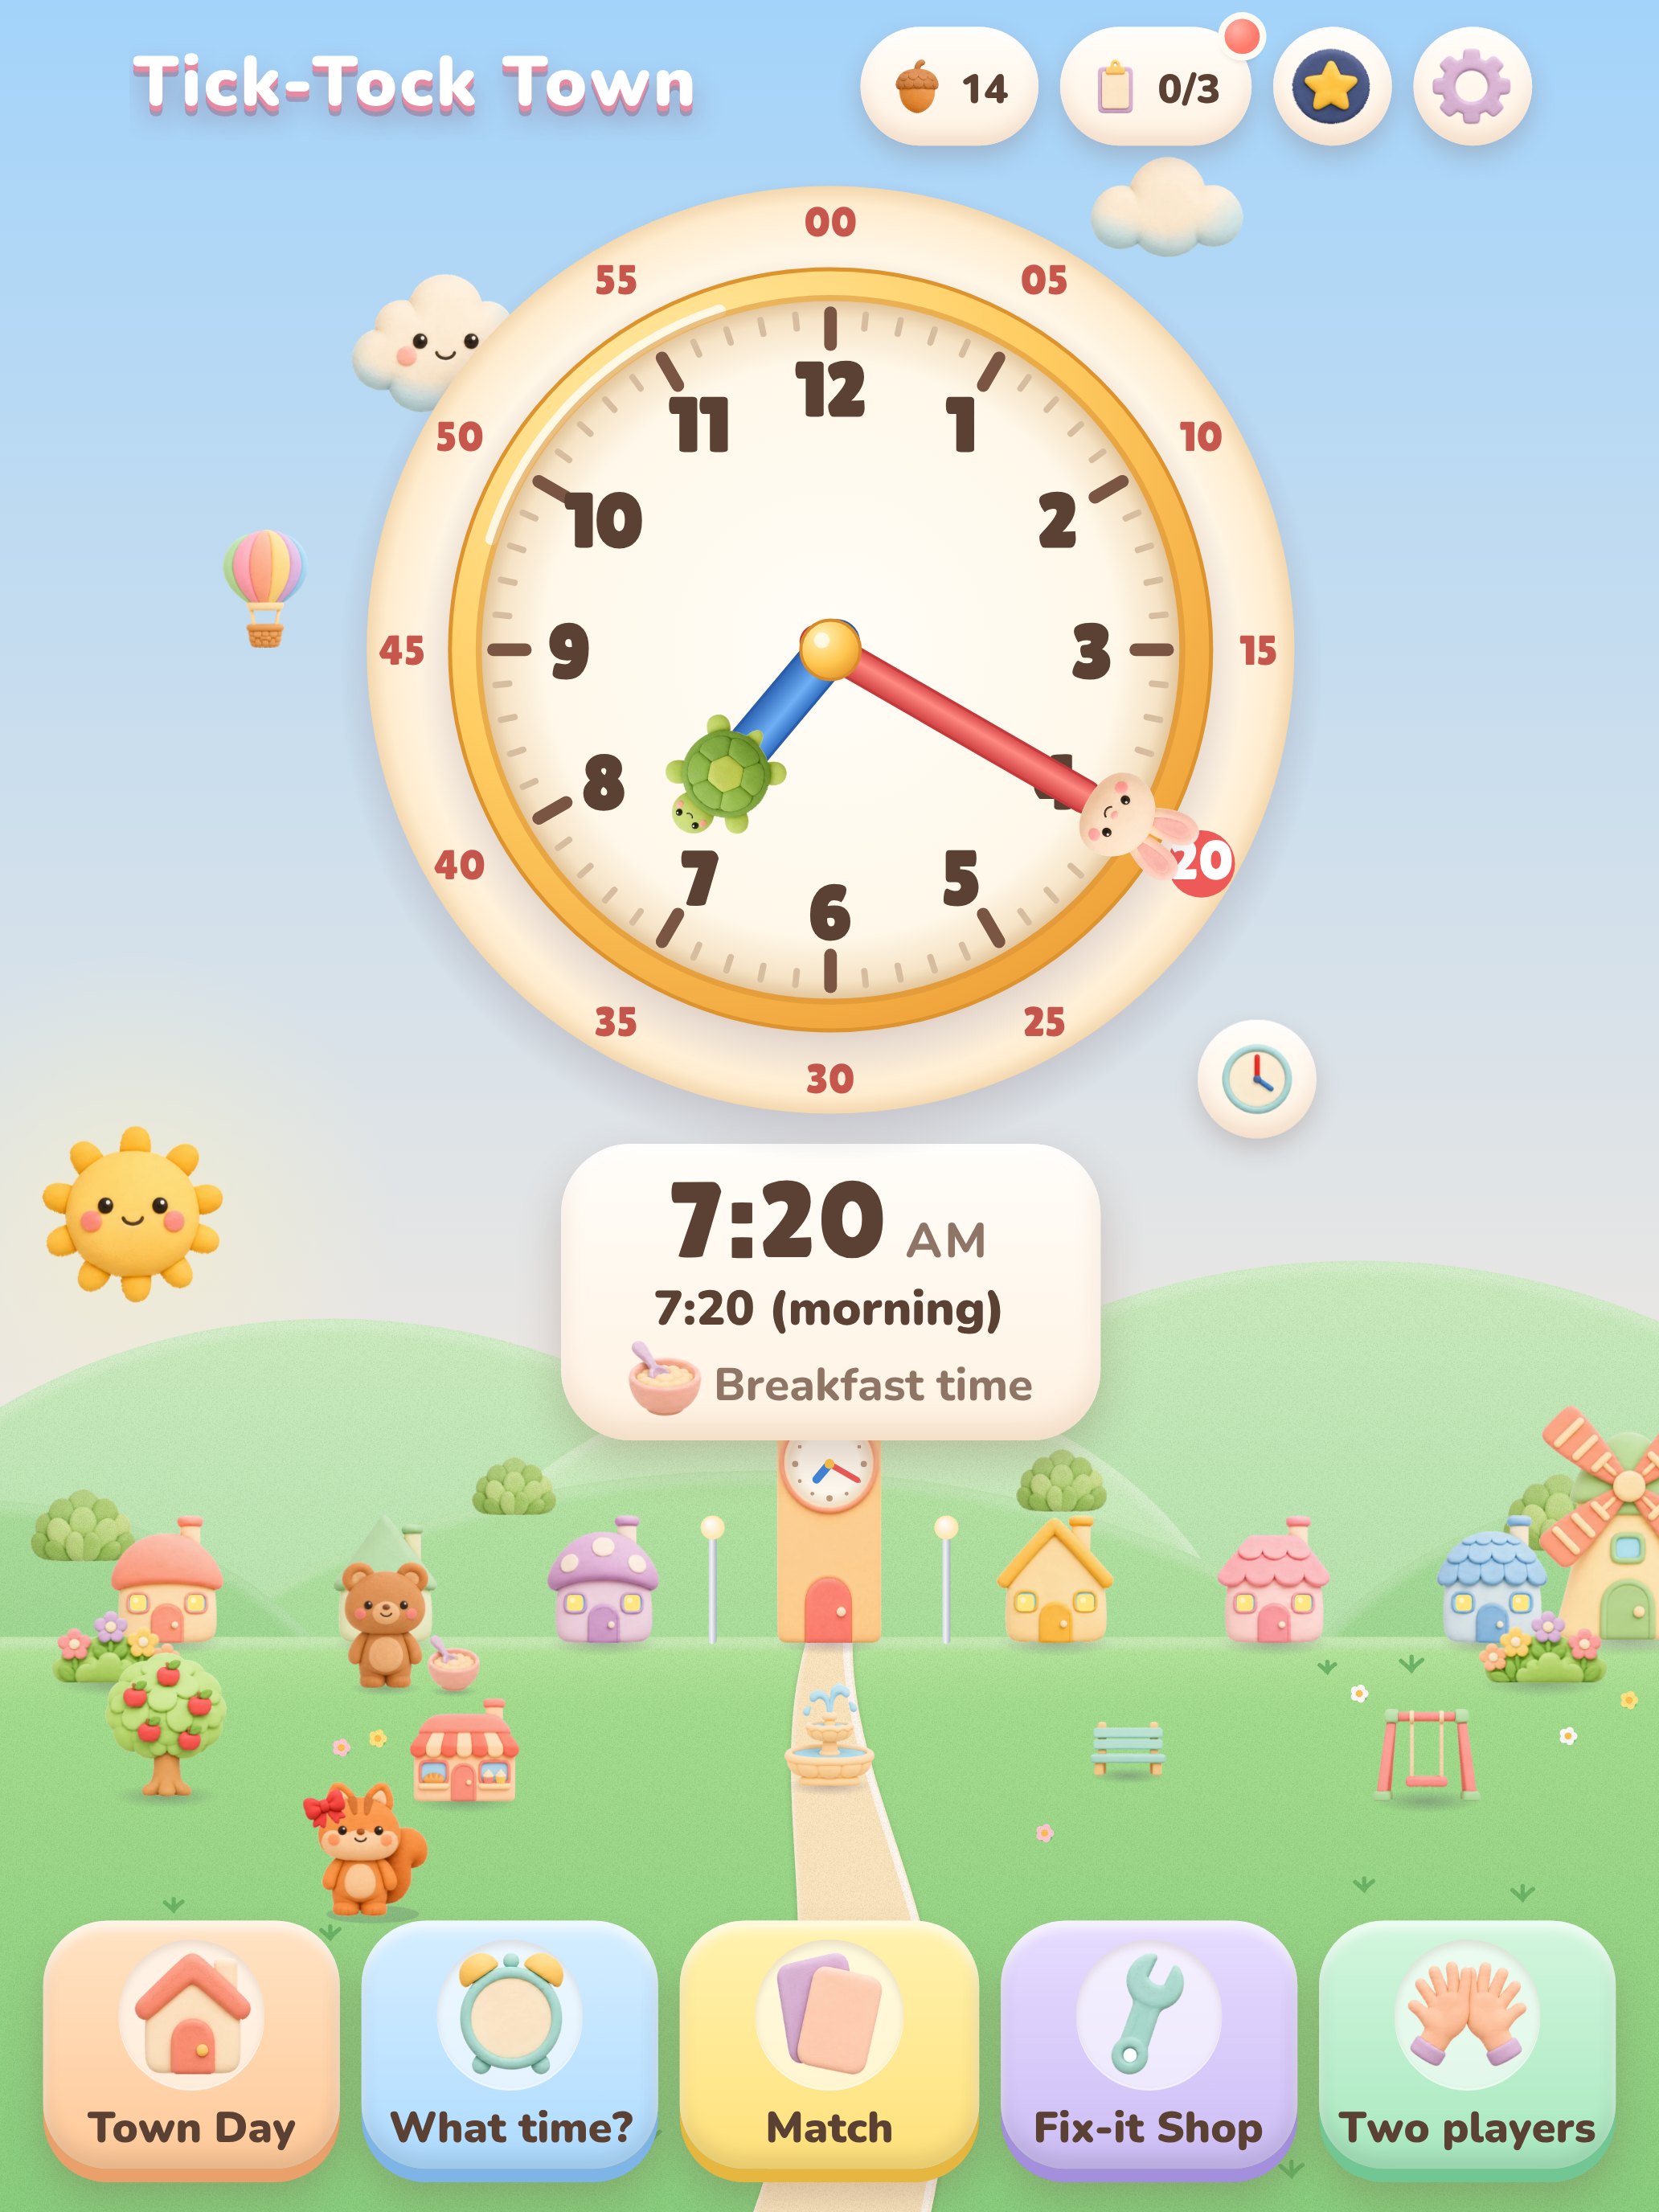 Tick-Tock Town
14
0/3
00
55
05
50
10
12
11
1
10
2
45
9
3
15
8
4
40
7
5
20
6
35
25
30
7:20 AM
7:20 (morning)
Breakfast time
Town Day
What time?
Match
Fix-it Shop
Two players